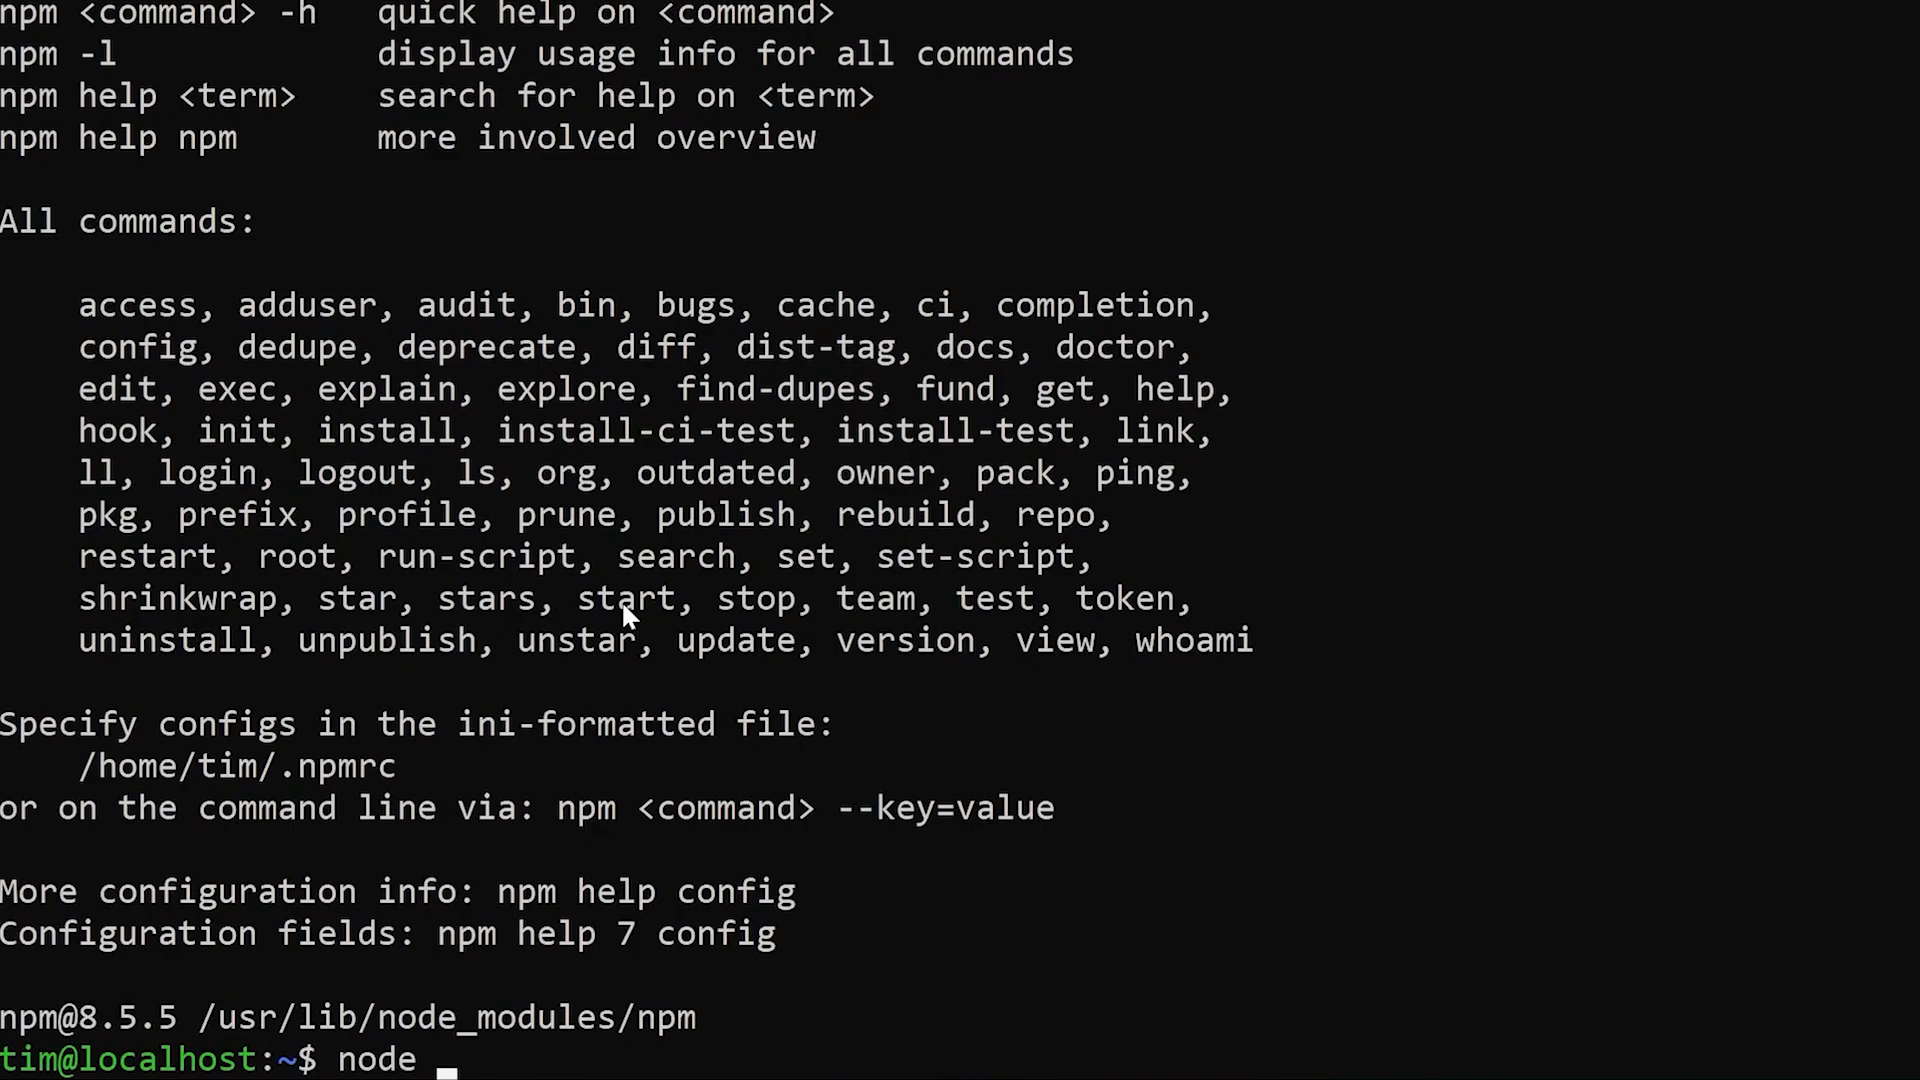 npm <command> -h   quick help on <command>
npm -l             display usage info for all commands
npm help <term>    search for help on <term>
npm help npm       more involved overview
All commands:
    access, adduser, audit, bin, bugs, cache, ci, completion,
    config, dedupe, deprecate, diff, dist-tag, docs, doctor,
    edit, exec, explain, explore, find-dupes, fund, get, help,
    hook, init, install, install-ci-test, install-test, link,
    ll, login, logout, ls, org, outdated, owner, pack, ping,
    pkg, prefix, profile, prune, publish, rebuild, repo,
    restart, root, run-script, search, set, set-script,
    shrinkwrap, star, stars, start, stop, team, test, token,
    uninstall, unpublish, unstar, update, version, view, whoami
Specify configs in the ini-formatted file:
    /home/tim/.npmrc
or on the command line via: npm <command> --key=value
More configuration info: npm help config
Configuration fields: npm help 7 config
npm@8.5.5 /usr/lib/node_modules/npm
tim@localhost:~$ node